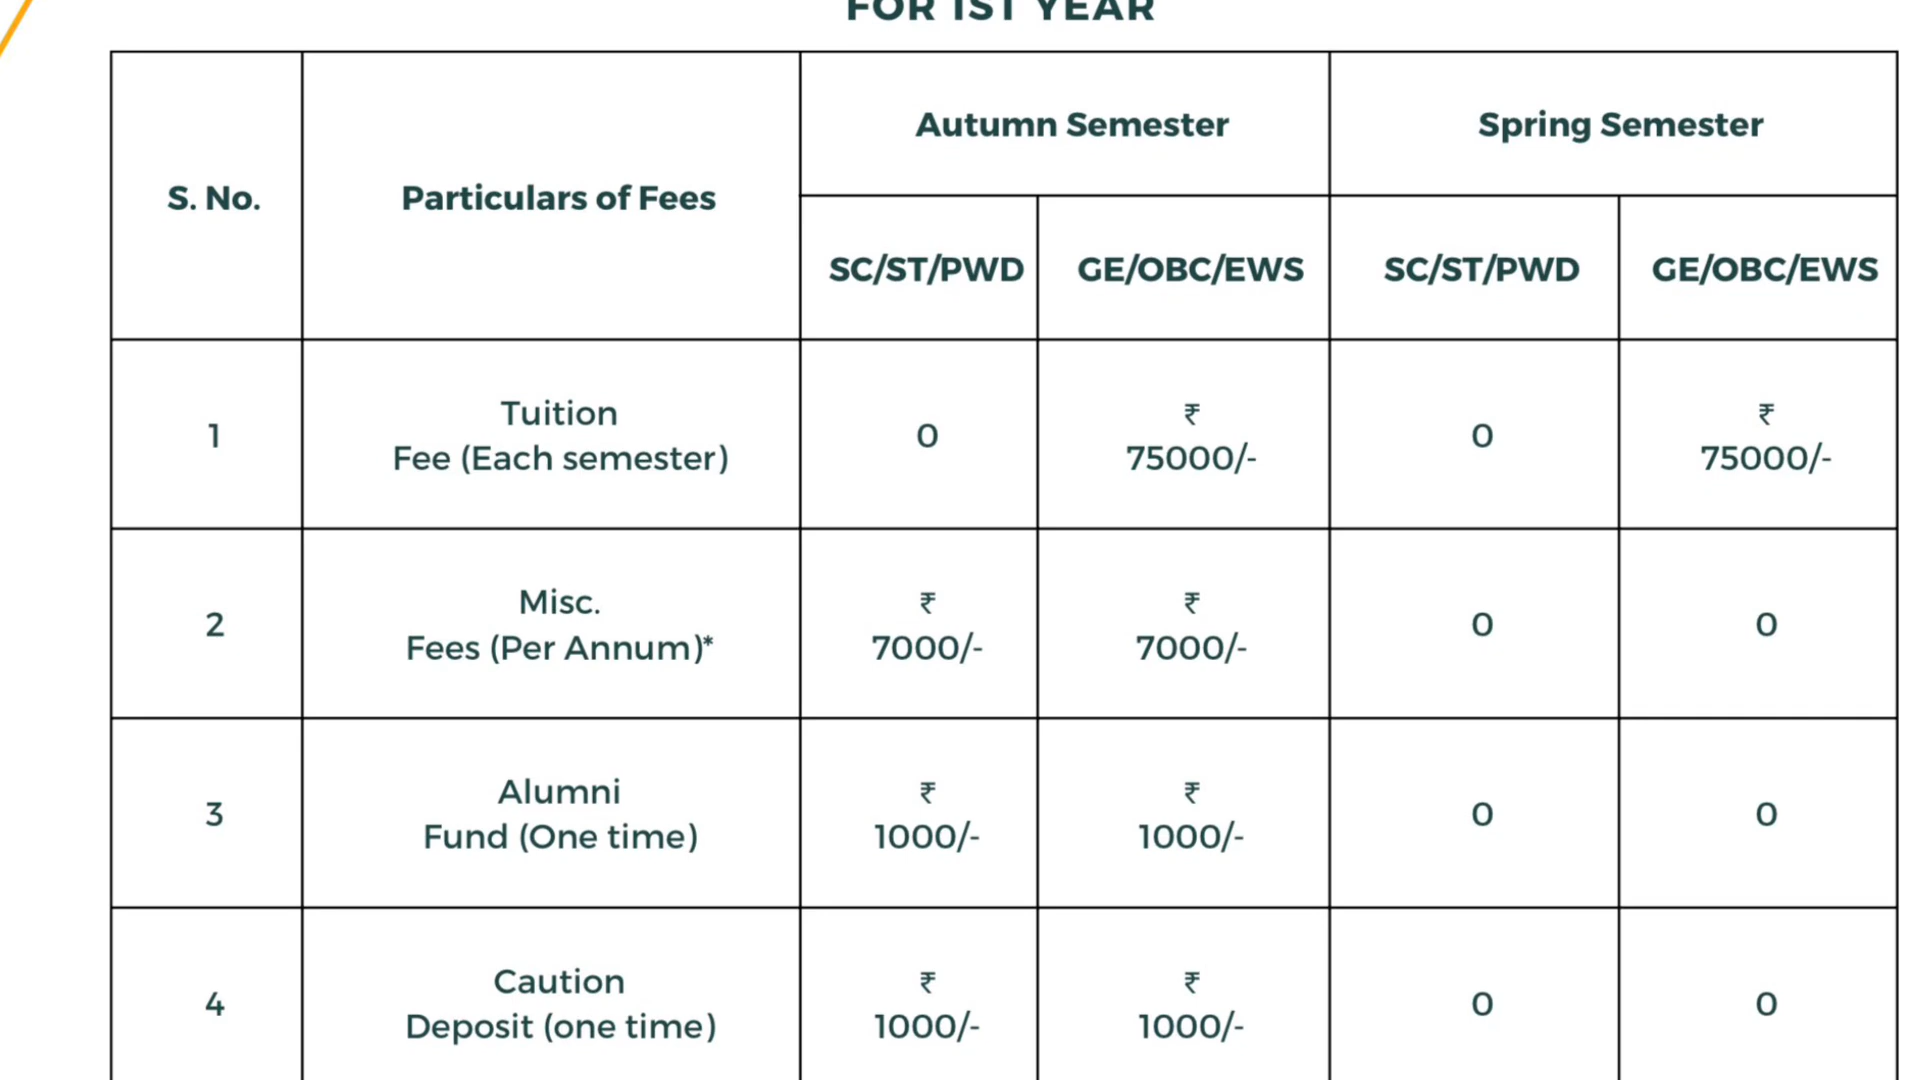 FOR 1ST YEAR
S. No.
Particulars of Fees
Autumn Semester
Spring Semester
SC/ST/PWD
GE/OBC/EWS
SC/ST/PWD
GE/OBC/EWS
1
Tuition
Fee (Each semester)
0
₹
75000/-
0
₹
75000/-
2
Misc.
Fees (Per Annum)*
₹
7000/-
₹
7000/-
0
0
3
Alumni
Fund (One time)
₹
1000/-
₹
1000/-
0
0
4
Caution
Deposit (one time)
₹
1000/-
₹
1000/-
0
0